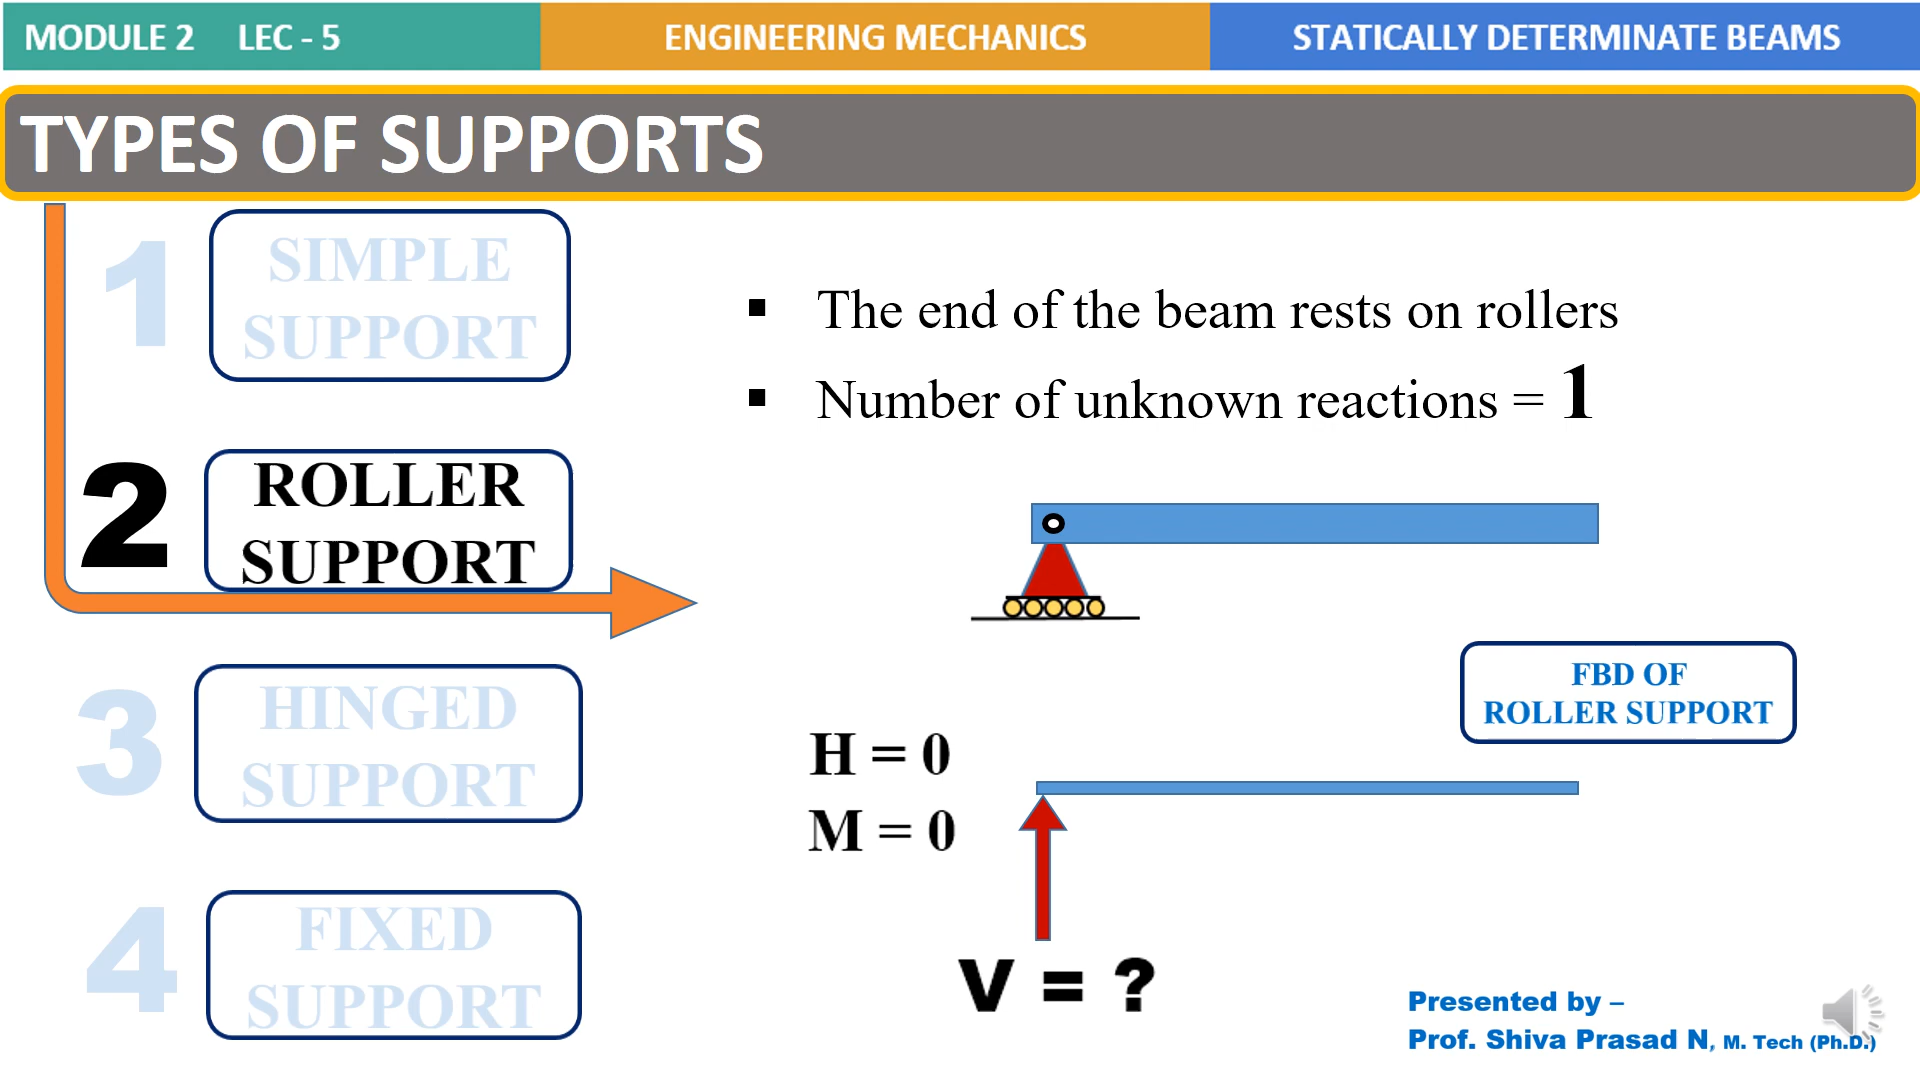 MODULE 2 LEC - 5
ENGINEERING MECHANICS
STATICALLY DETERMINATE BEAMS
TYPES OF SUPPORTS
1
SIMPLE
SUPPORT
2
ROLLER
SUPPORT
3
HINGED
SUPPORT
4
FIXED
SUPPORT
▪ The end of the beam rests on rollers
▪ Number of unknown reactions = 1
FBD OF
ROLLER SUPPORT
H = 0
M = 0
V = ?
Presented by –
Prof. Shiva Prasad N, M. Tech (Ph.D.)